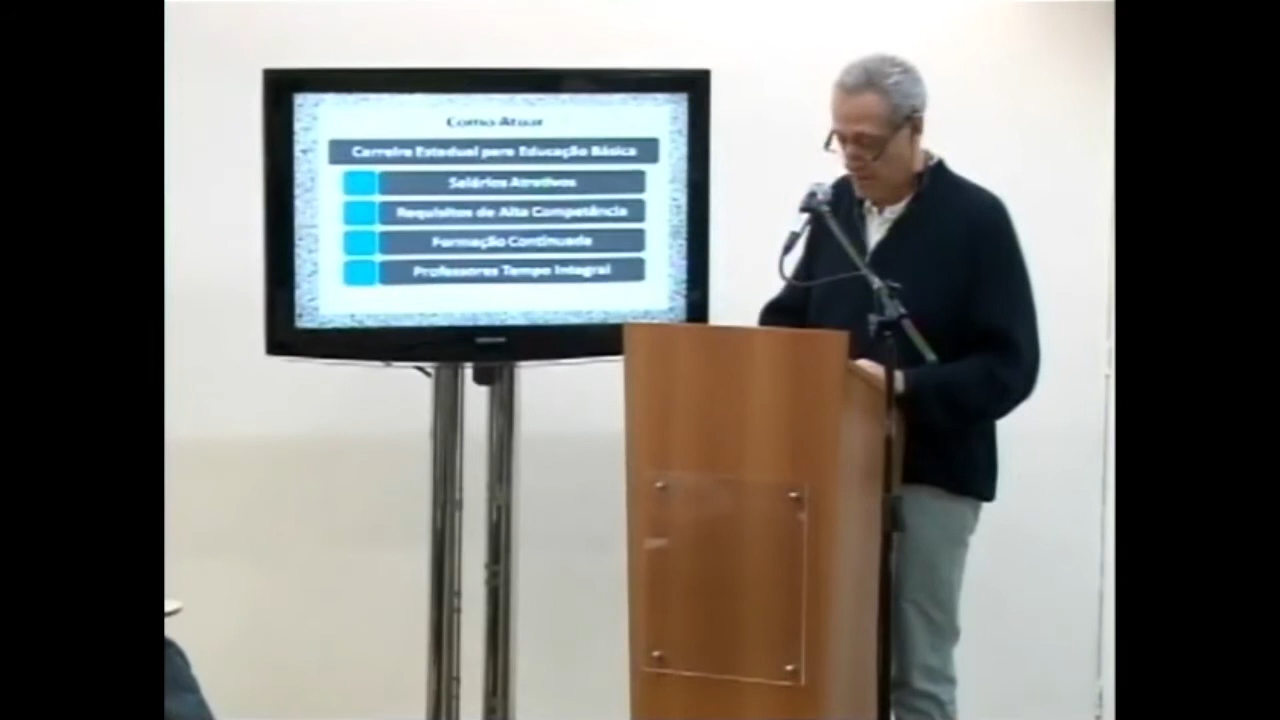 Como Atuar
Carreira Estadual para Educação Básica
Salários Atrativos
Requisitos de Alta Competência
Formação Continuada
Professores Tempo Integral